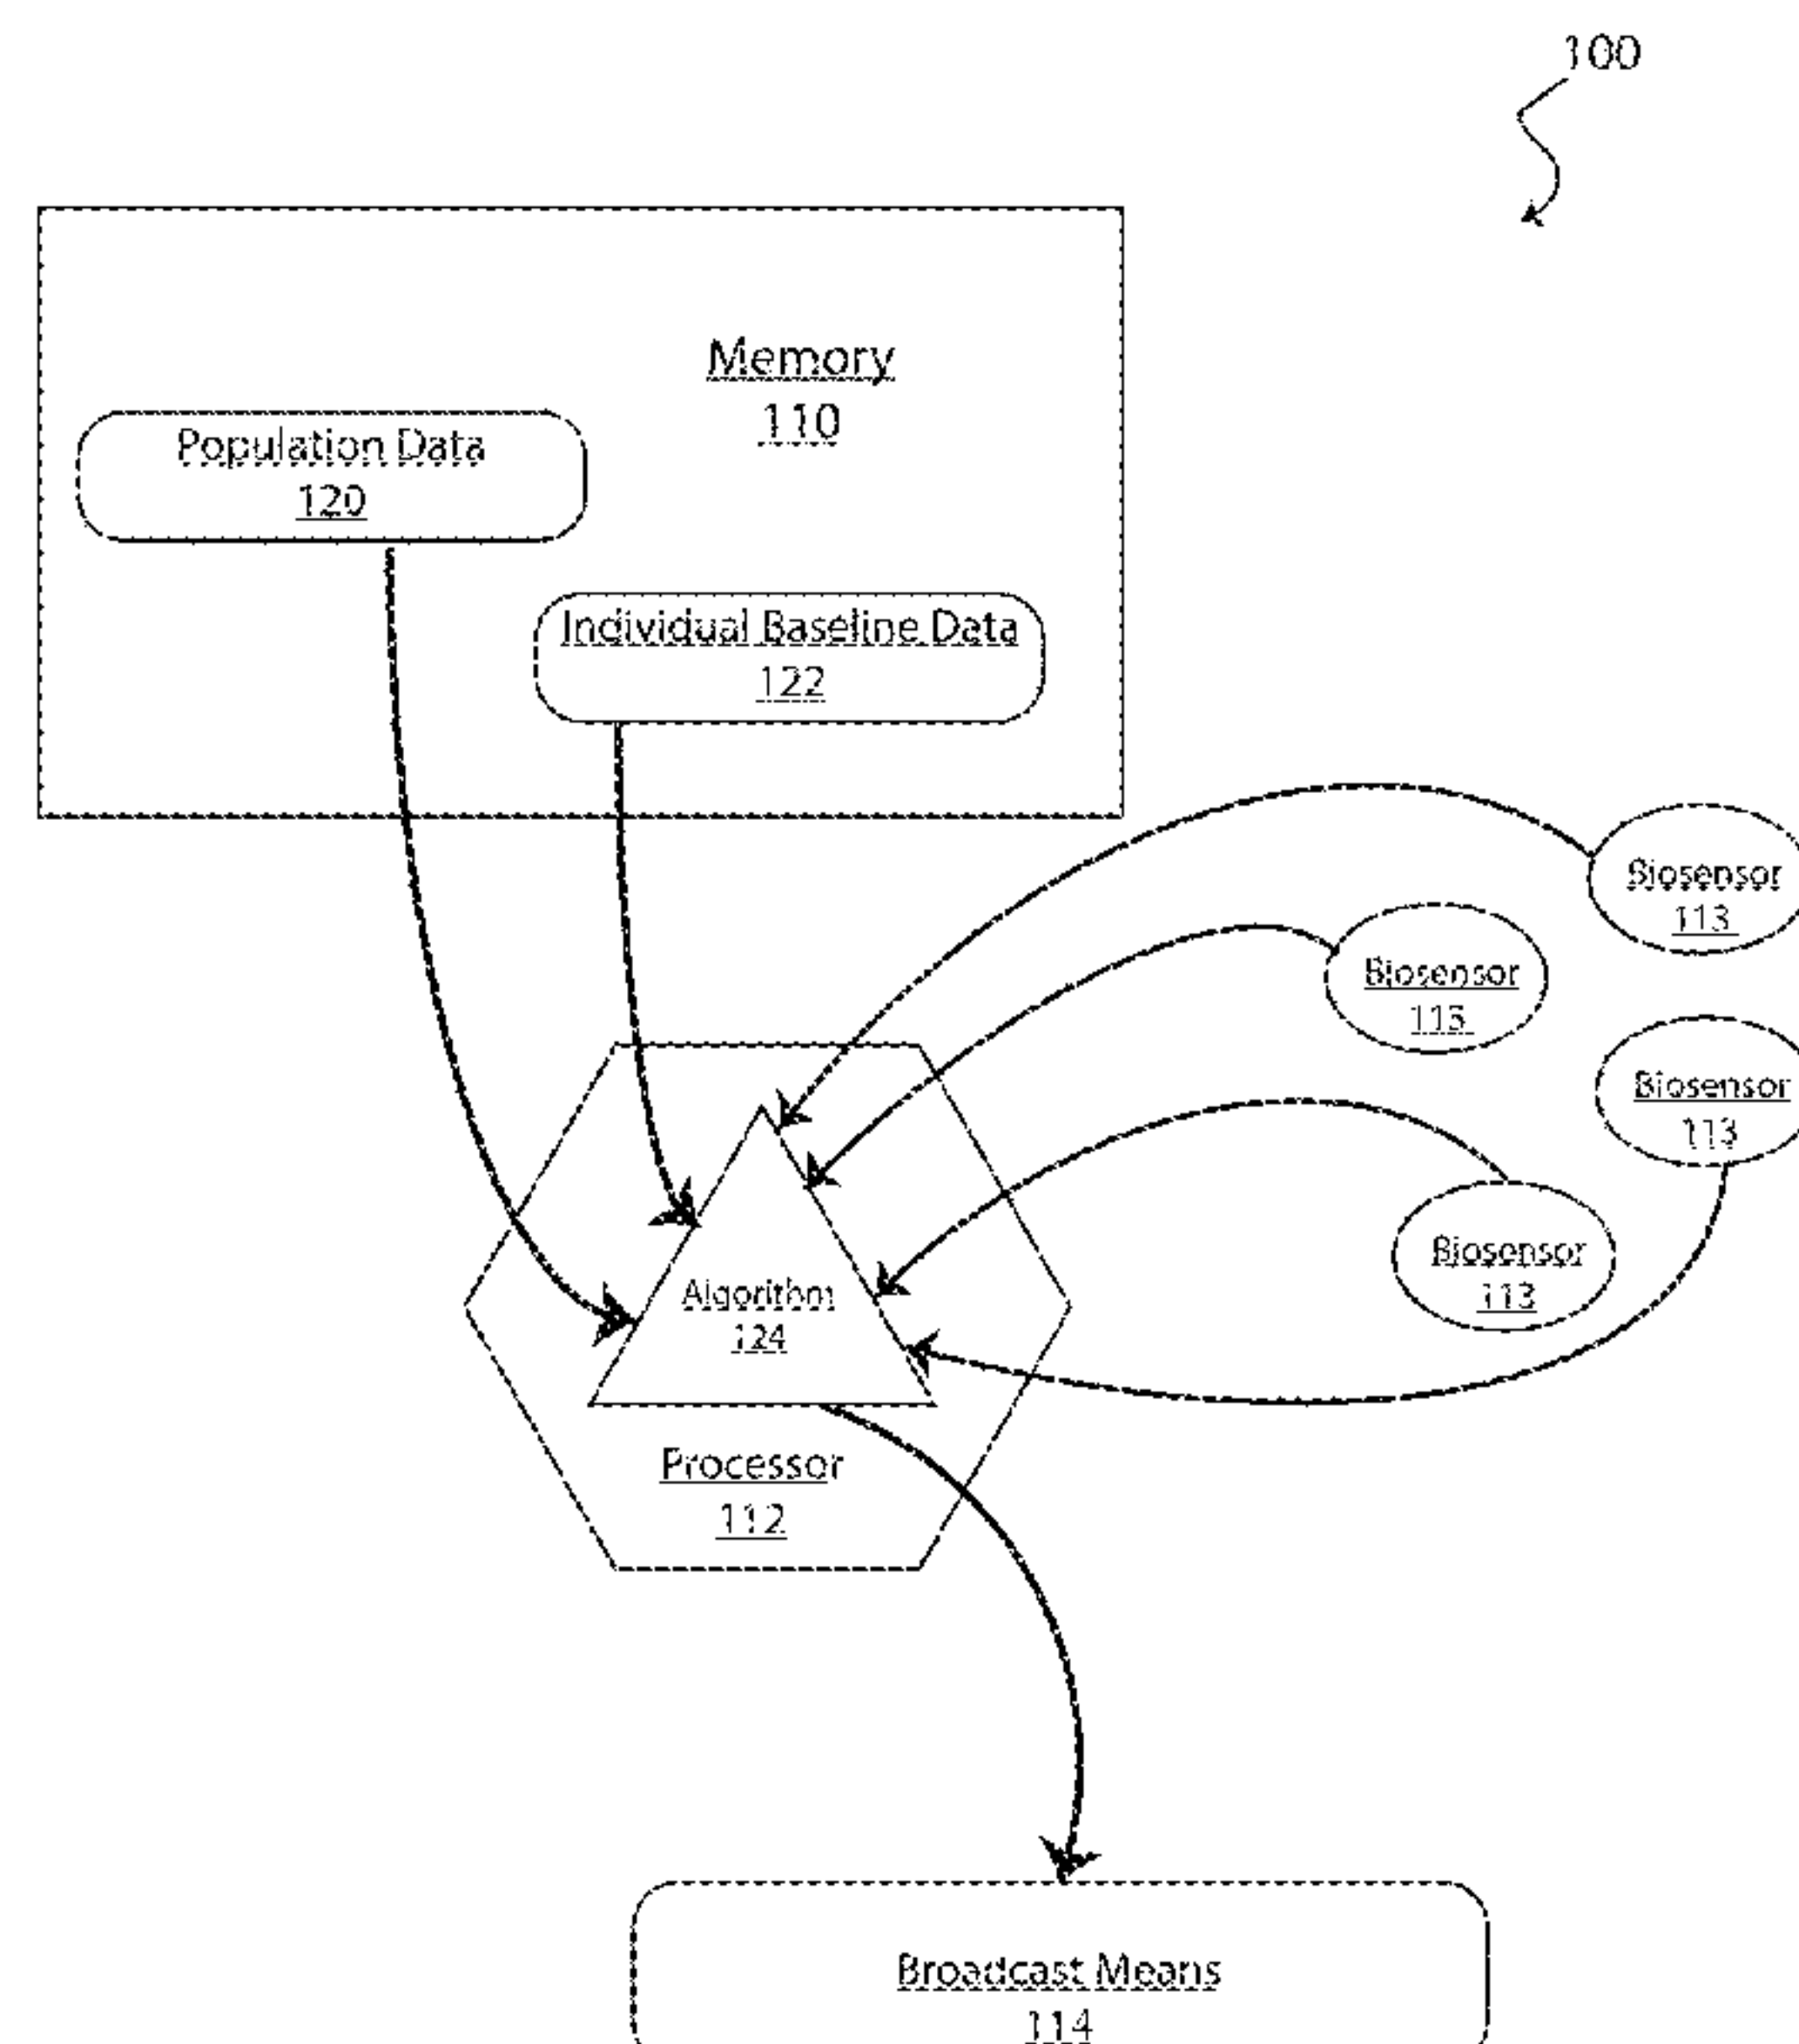 100
Memory
110
Population Data
120
Individual Baseline Data
122
Biosensor
113
Biosensor
113
Biosensor
113
Biosensor
113
Algorithm
124
Processor
112
Broadcast Means
114